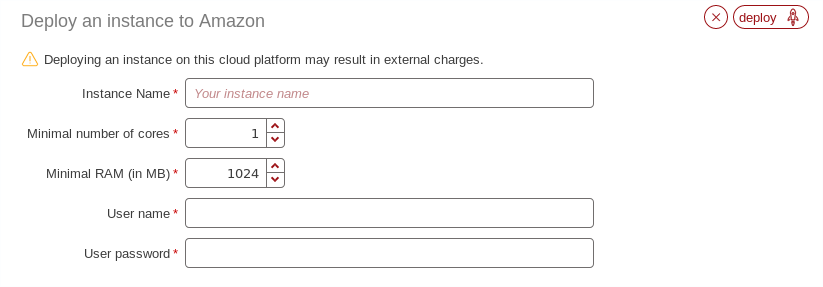 Deploy an instance to Amazon
deploy
Deploying an instance on this cloud platform may result in external charges.
Instance Name * Your instance name
Minimal number of cores * 1
Minimal RAM (in MB) * 1024
User name *
User password *